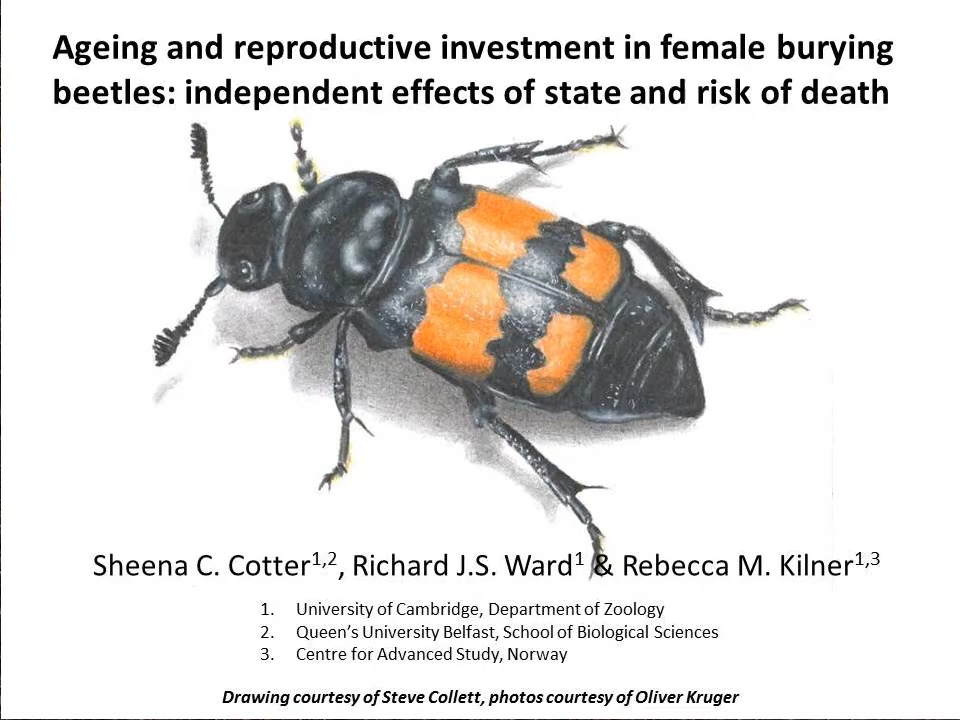 Ageing and reproductive investment in female burying
beetles: independent effects of state and risk of death
Sheena C. Cotter1,2, Richard J.S. Ward1 & Rebecca M. Kilner1,3
1. University of Cambridge, Department of Zoology
2. Queen’s University Belfast, School of Biological Sciences
3. Centre for Advanced Study, Norway
Drawing courtesy of Steve Collett, photos courtesy of Oliver Kruger